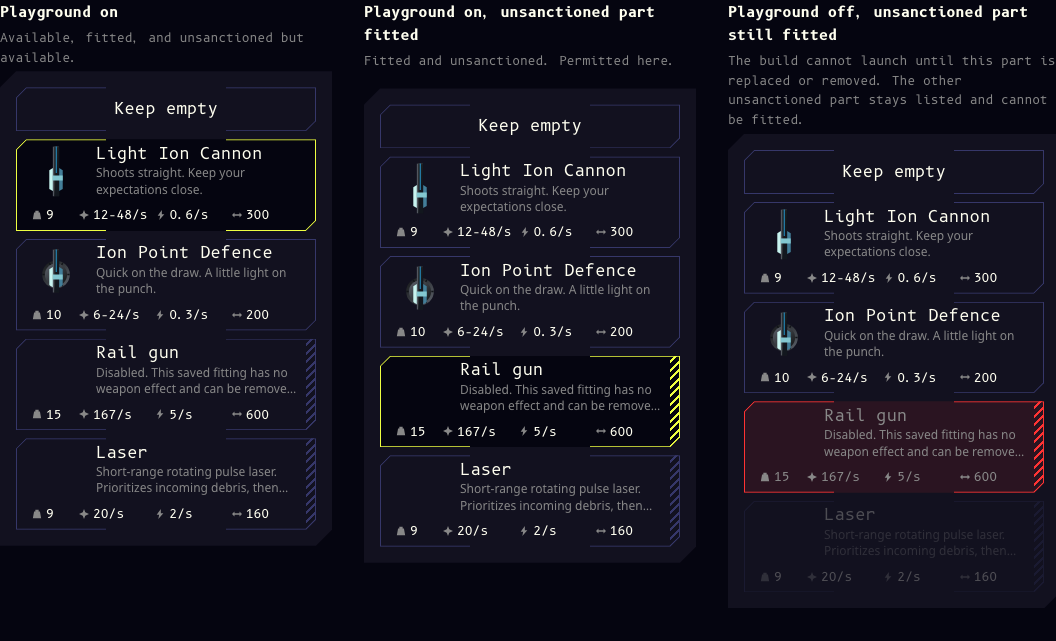 Playground on
Available, fitted, and unsanctioned but
available.
Keep empty
Light Ion Cannon
Shoots straight. Keep your
expectations close.
9 12-48/s 0.6/s 300
Ion Point Defence
Quick on the draw. A little light on
the punch.
10 6-24/s 0.3/s 200
Rail gun
Disabled. This saved fitting has no
weapon effect and can be remove...
15 167/s 5/s 600
Laser
Short-range rotating pulse laser.
Prioritizes incoming debris, then...
9 20/s 2/s 160
Playground on, unsanctioned part
fitted
Fitted and unsanctioned. Permitted here.
Keep empty
Light Ion Cannon
Shoots straight. Keep your
expectations close.
9 12-48/s 0.6/s 300
Ion Point Defence
Quick on the draw. A little light on
the punch.
10 6-24/s 0.3/s 200
Rail gun
Disabled. This saved fitting has no
weapon effect and can be remove...
15 167/s 5/s 600
Laser
Short-range rotating pulse laser.
Prioritizes incoming debris, then...
9 20/s 2/s 160
Playground off, unsanctioned part
still fitted
The build cannot launch until this part is
replaced or removed. The other
unsanctioned part stays listed and cannot
be fitted.
Keep empty
Light Ion Cannon
Shoots straight. Keep your
expectations close.
9 12-48/s 0.6/s 300
Ion Point Defence
Quick on the draw. A little light on
the punch.
10 6-24/s 0.3/s 200
Rail gun
Disabled. This saved fitting has no
weapon effect and can be remove...
15 167/s 5/s 600
Laser
Short-range rotating pulse laser.
Prioritizes incoming debris, then...
9 20/s 2/s 160